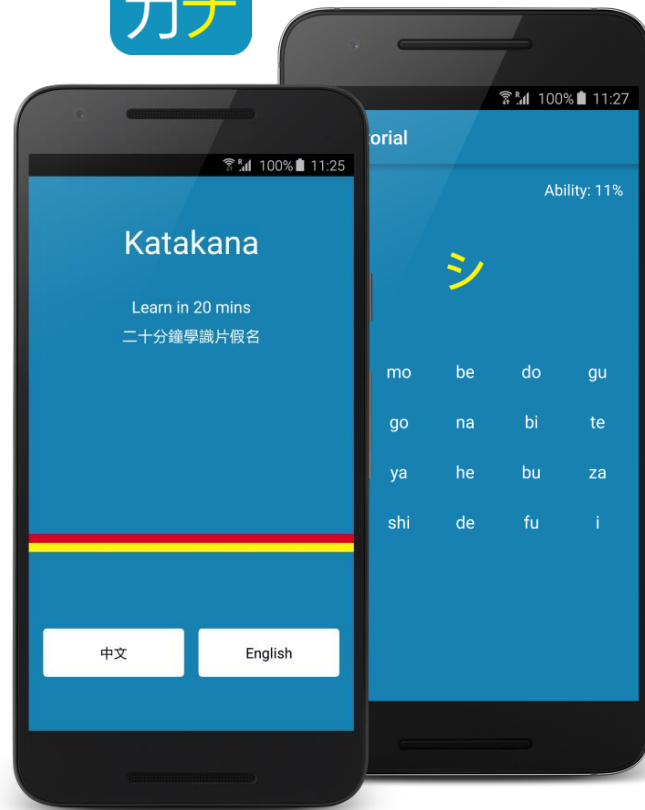 カナ
100% 11:27
orial
Ability: 11%
シ
mo be do gu
go na bi te
ya he bu za
shi de fu i
100% 11:25
Katakana
Learn in 20 mins
二十分鐘學識片假名
中文 English